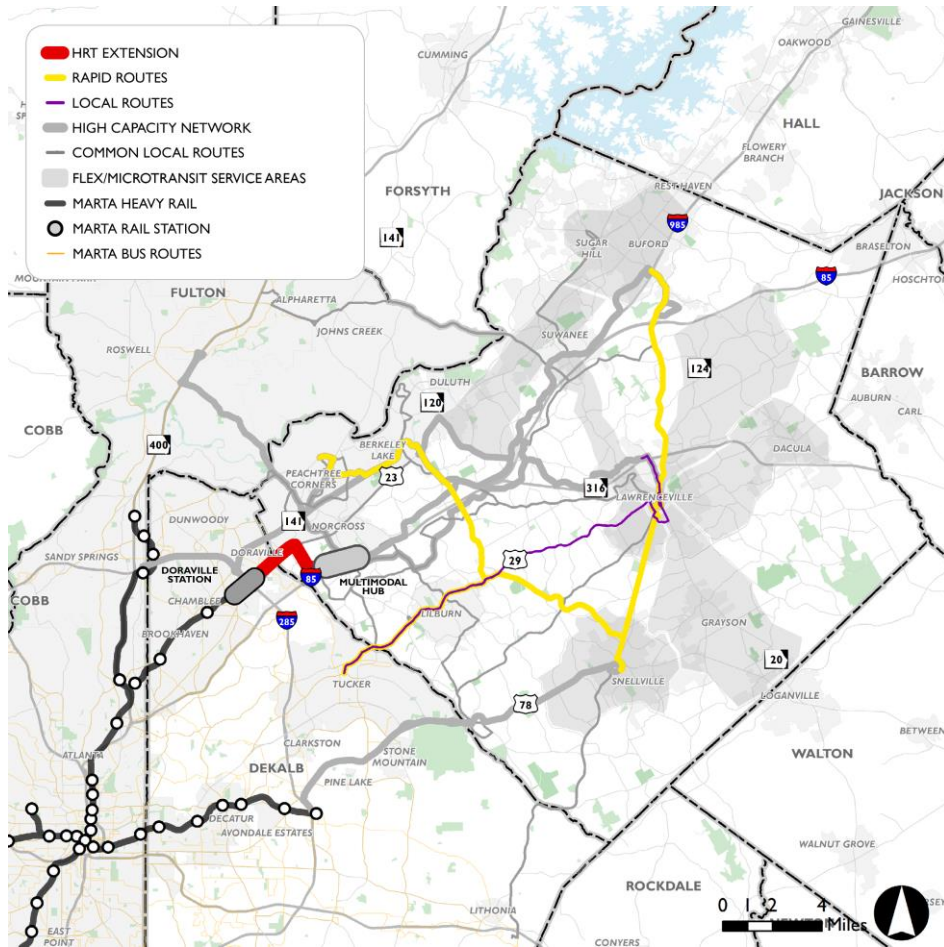 HRT EXTENSION
RAPID ROUTES
LOCAL ROUTES
HIGH CAPACITY NETWORK
COMMON LOCAL ROUTES
FLEX/MICROTRANSIT SERVICE AREAS
MARTA HEAVY RAIL
MARTA RAIL STATION
MARTA BUS ROUTES
GAINESVILLE
OAKWOOD
CUMMING
HALL
FLOWERY
BRANCH
FORSYTH
REST HAVEN
JACKSON
141
985
SUGAR
HILL
BUFORD
BRASELTON
85
HOSCHTON
FULTON
ALPHARETTA
JOHNS CREEK
SUWANEE
ROSWELL
124
DULUTH
BARROW
120
AUBURN
CARL
COBB
400
BERKELEY
LAKE
DACULA
PEACHTREE
CORNERS
23
316
LAWRENCEVILLE
141
NORCROSS
DUNWOODY
SANDY SPRINGS
DORAVILLE
DORAVILLE
STATION
29
85
MULTIMODAL
HUB
COBB
CHAMBLEE
LILBURN
285
BROOKHAVEN
GRAYSON
20
TUCKER
SNELLVILLE
LOGANVILLE
78
BETWEEN
CLARKSTON
STONE
MOUNTAIN
WALTON
ATLANTA
DEKALB
PINE LAKE
DECATUR
AVONDALE ESTATES
WALNUT GROVE
ROCKDALE
LITHONIA
0 1 2 4
Miles
EAST
POINT
CONYERS